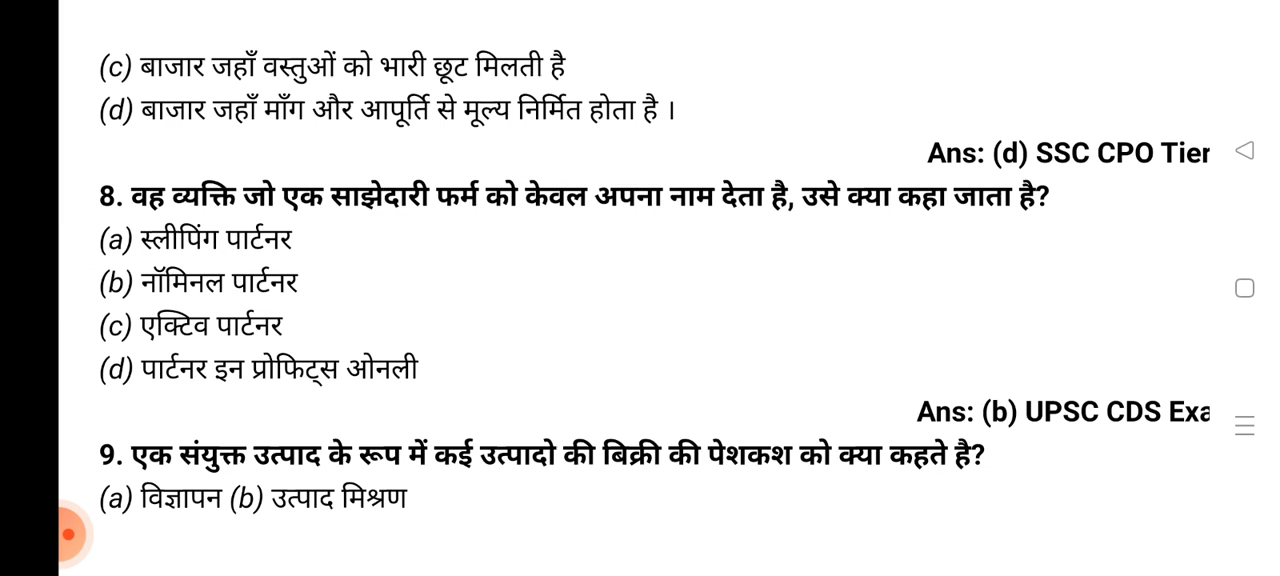 (c) बाजार जहाँ वस्तुओं को भारी छूट मिलती है
(d) बाजार जहाँ माँग और आपूर्ति से मूल्य निर्मित होता है ।
Ans: (d) SSC CPO Tier
8. वह व्यक्ति जो एक साझेदारी फर्म को केवल अपना नाम देता है, उसे क्या कहा जाता है?
(a) स्लीपिंग पार्टनर
(b) नॉमिनल पार्टनर
(c) एक्टिव पार्टनर
(d) पार्टनर इन प्रोफिट्स ओनली
Ans: (b) UPSC CDS Exa
9. एक संयुक्त उत्पाद के रूप में कई उत्पादो की बिक्री की पेशकश को क्या कहते है?
(a) विज्ञापन (b) उत्पाद मिश्रण